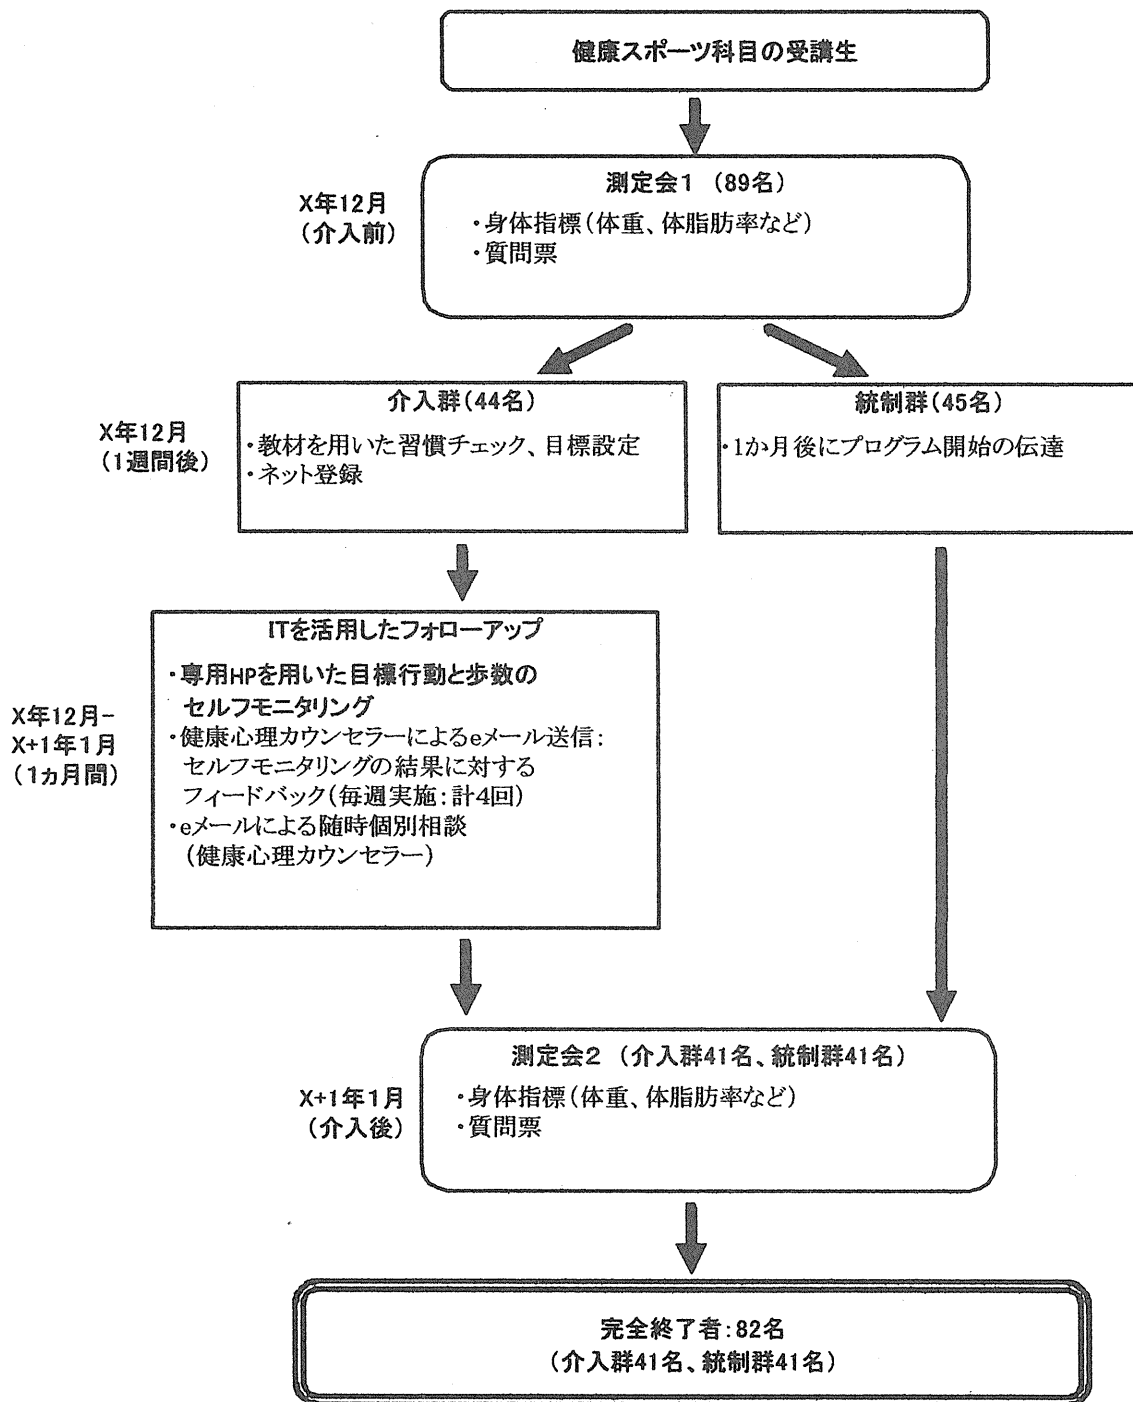 健康スポーツ科目の受講生
測定会1 (89名)
X年12月
(介入前)
・身体指標(体重、体脂肪率など)
・質問票
X年12月
(1週間後)
介入群(44名)
・教材を用いた習慣チェック、目標設定
・ネット登録
統制群(45名)
・1か月後にプログラム開始の伝達
X年12月-
X+1年1月
(1ヵ月間)
ITを活用したフォローアップ
・専用HPを用いた目標行動と歩数の
セルフモニタリング
・健康心理カウンセラーによるeメール送信:
セルフモニタリングの結果に対する
フィードバック(毎週実施:計4回)
・eメールによる随時個別相談
(健康心理カウンセラー)
X+1年1月
(介入後)
測定会2 (介入群41名、統制群41名)
・身体指標(体重、体脂肪率など)
・質問票
完全終了者:82名
(介入群41名、統制群41名)